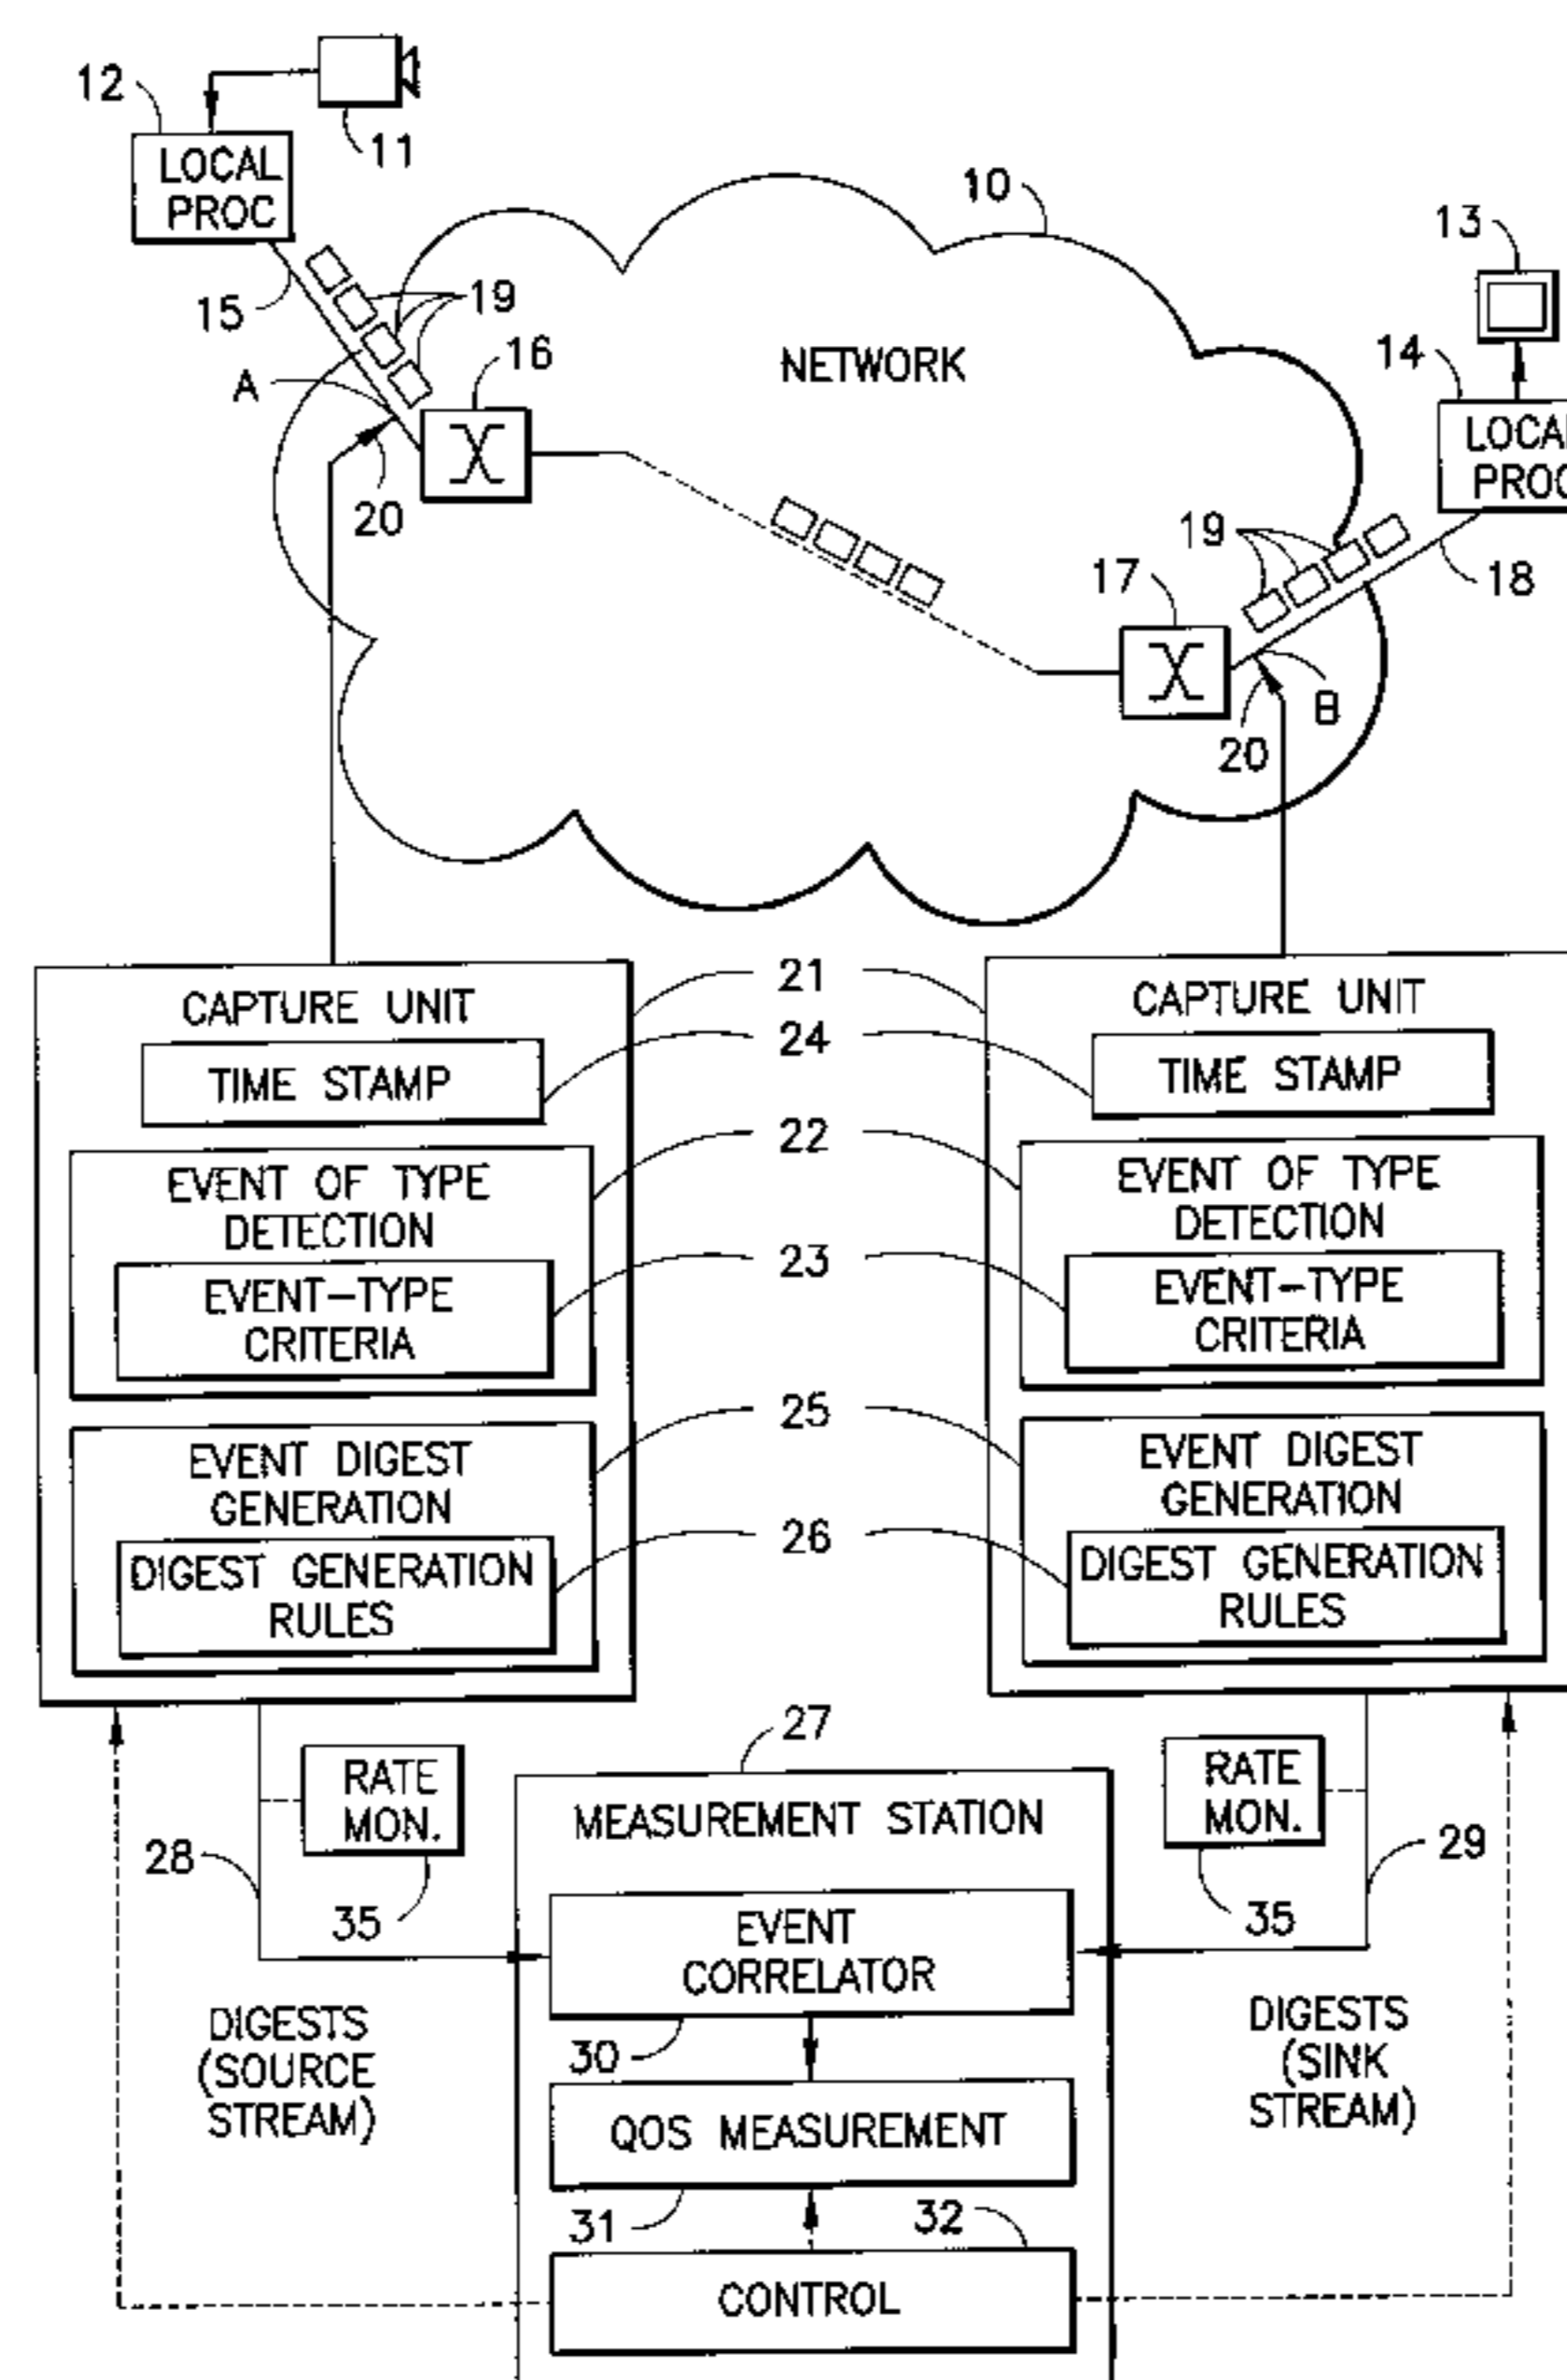 12
11
LOCAL
PROC
10
13
15
19
16
NETWORK
14
A
LOCAL
PROC
20
19
18
17
B
20
21
CAPTURE UNIT
CAPTURE UNIT
24
TIME STAMP
TIME STAMP
22
EVENT OF TYPE
DETECTION
EVENT OF TYPE
DETECTION
23
EVENT-TYPE
CRITERIA
EVENT-TYPE
CRITERIA
25
EVENT DIGEST
GENERATION
EVENT DIGEST
GENERATION
26
DIGEST GENERATION
RULES
DIGEST GENERATION
RULES
27
RATE
MON.
RATE
MON.
MEASUREMENT STATION
28
29
35
35
EVENT
CORRELATOR
DIGESTS
(SOURCE
STREAM)
DIGESTS
(SINK
STREAM)
30
QOS MEASUREMENT
31
32
CONTROL